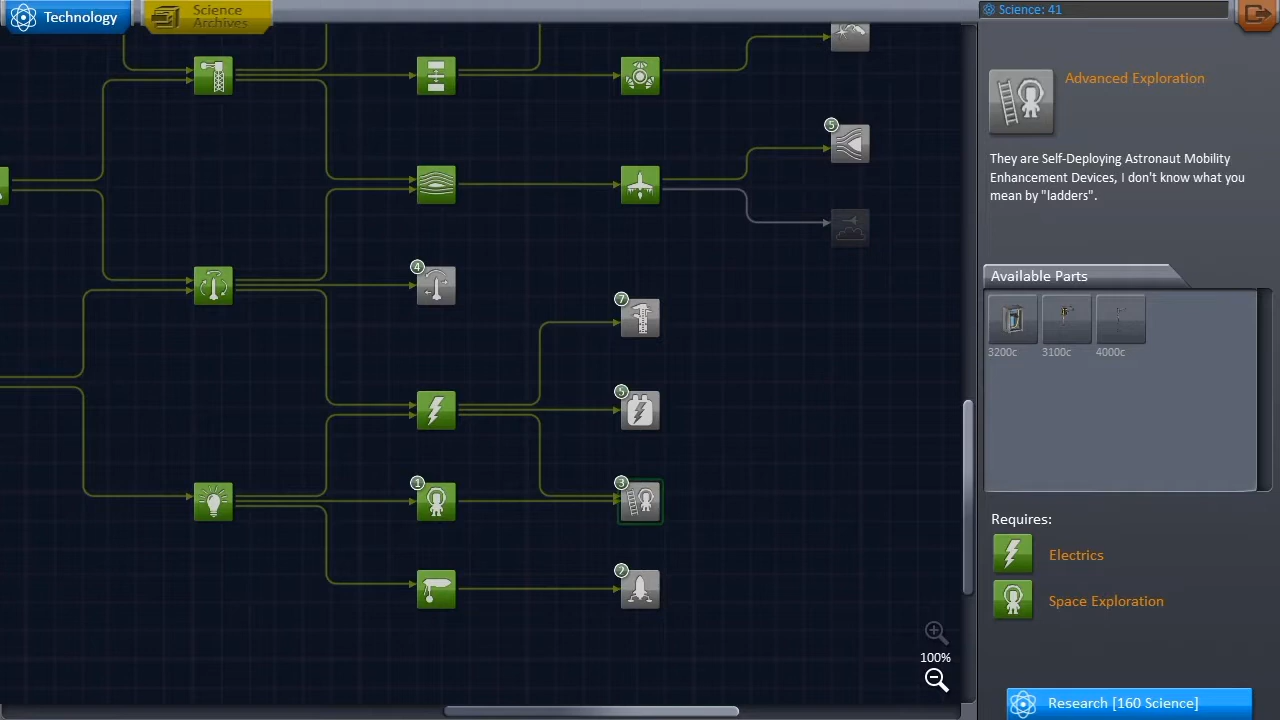 Technology
Science
Archives
Science: 41
Advanced Exploration
They are Self-Deploying Astronaut Mobility
Enhancement Devices, I don't know what you
mean by "ladders".
Available Parts
3200c
3100c
4000c
5
4
7
5
1
3
2
Requires:
Electrics
Space Exploration
100%
Research [160 Science]